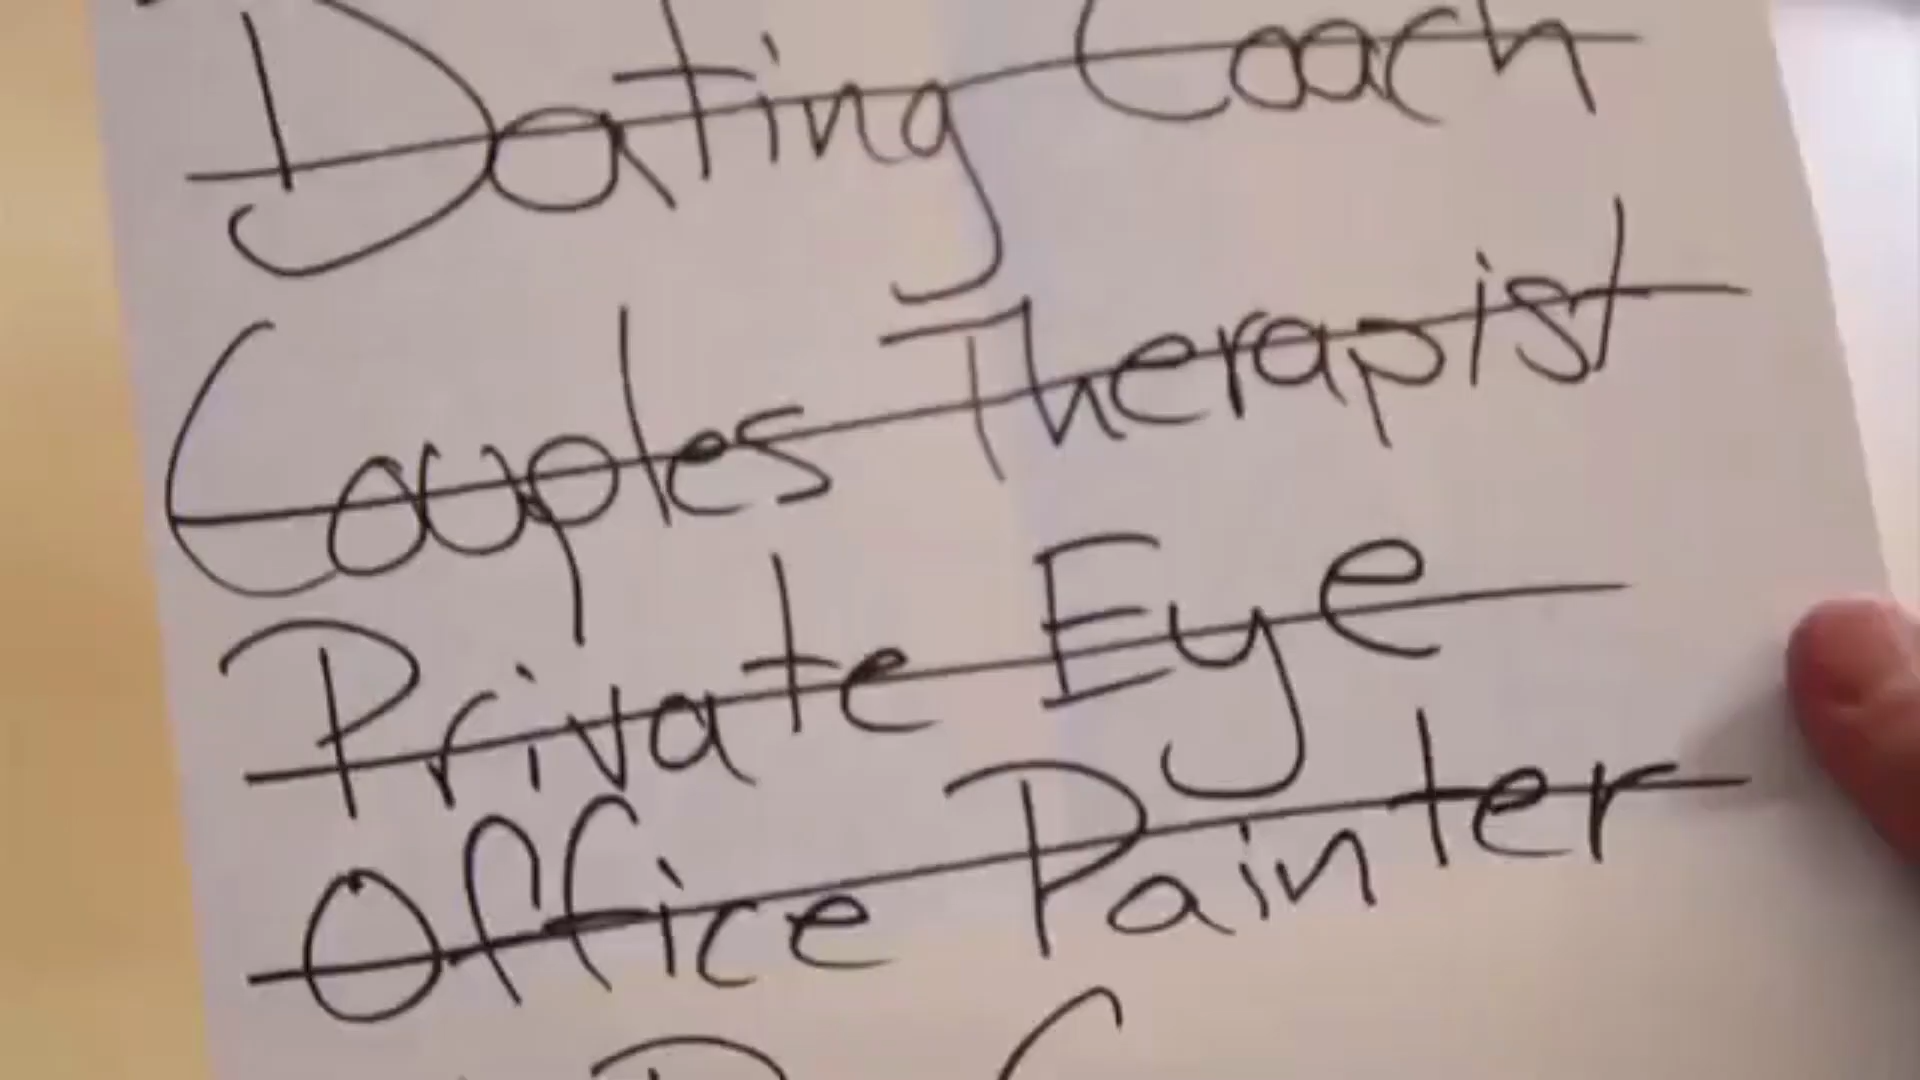 Dating Coach
Couples Therapist
Private Eye
Office Painter